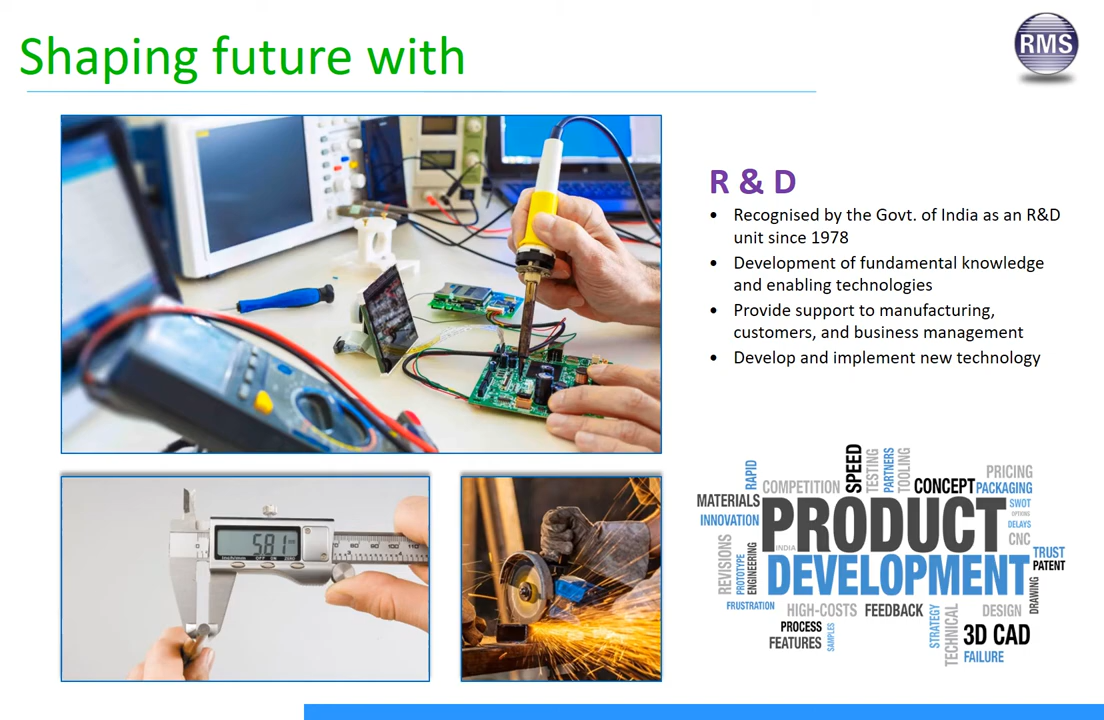 Shaping future with
RMS
R & D
• Recognised by the Govt. of India as an R&D
unit since 1978
• Development of fundamental knowledge
and enabling technologies
• Provide support to manufacturing,
customers, and business management
• Develop and implement new technology
5.81
RAPID
COMPETITION
SPEED
TESTING
PARTNERS
TOOLING
CONCEPT
PRICING
PACKAGING
MATERIALS
INNOVATION
PRODUCT
SWOT
OPTIONS
DELAYS
CNC
REVISIONS
PROTOTYPE
ENGINEERING
INDIA
DEVELOPMENT
TRUST
PATENT
DRAWING
FRUSTRATION
HIGH-COSTS
FEEDBACK
STRATEGY
TECHNICAL
DESIGN
PROCESS
FEATURES
SAMPLES
3D CAD
FAILURE